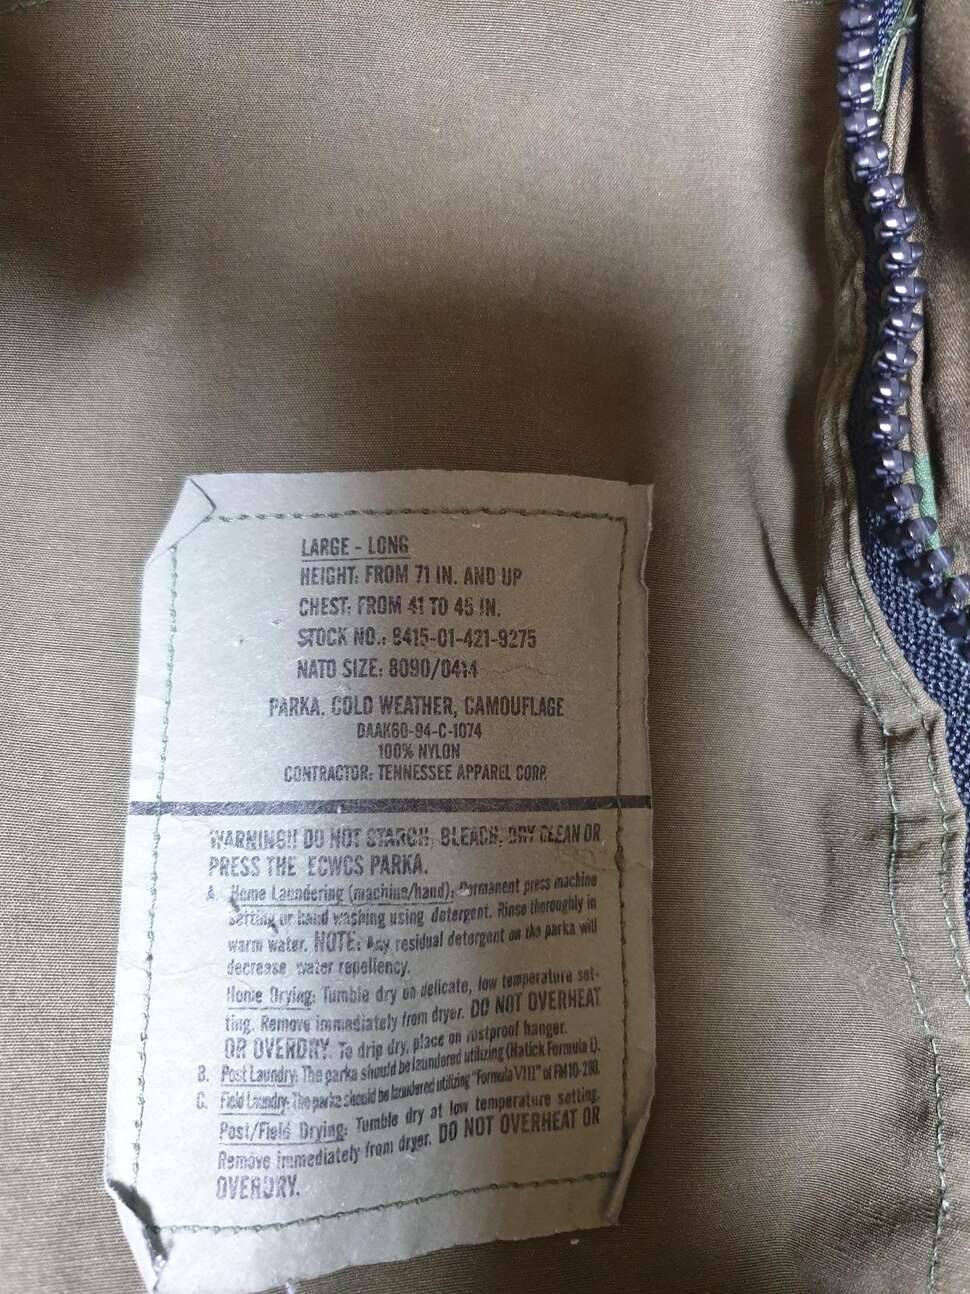 LARGE - LONG
HEIGHT: FROM 71 IN. AND UP
CHEST: FROM 41 TO 45 IN.
STOCK NO.: 8415-01-421-9275
NATO SIZE: 8090/0414
PARKA, COLD WEATHER, CAMOUFLAGE
DAAK60-94-C-1074
100% NYLON
CONTRACTOR: TENNESSEE APPAREL CORP.
WARNING!! DO NOT STARCH, BLEACH, DRY CLEAN OR
PRESS THE ECWCS PARKA.
A. Home Laundering (machine/hand): Permanent press machine
setting or hand washing using detergent. Rinse thoroughly in
warm water. NOTE: Any residual detergent on the parka will
decrease water repellency.
Home Drying: Tumble dry on delicate, low temperature set-
ting. Remove immediately from dryer. DO NOT OVERHEAT
OR OVERDRY. To drip dry, place on rustproof hanger.
B. Post Laundry: The parka should be laundered utilizing (Natick Formula I).
C. Field Laundry: The parka should be laundered utilizing "Formula VIII" of FM10-280.
Post/Field Drying: Tumble dry at low temperature setting.
Remove immediately from dryer. DO NOT OVERHEAT OR
OVERDRY.